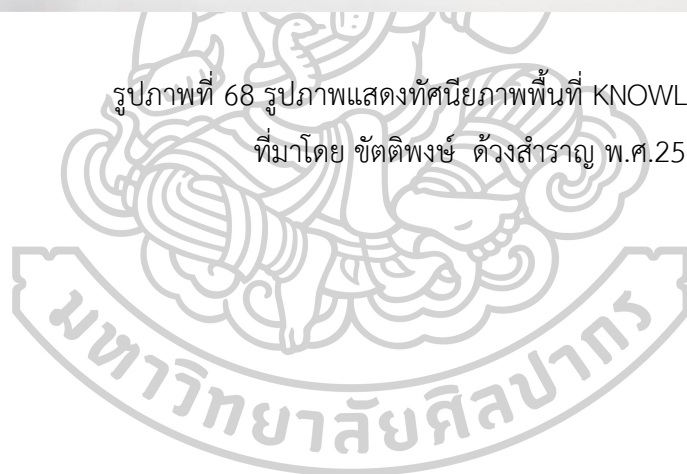 รูปภาพที่ 68 รูปภาพแสดงทัศนียภาพพื้นที่ KNOWL
ที่มาโดย ขัตติพงษ์ ด้วงสำราญ พ.ศ.25
มหาวิทยาลัยศิลปากร